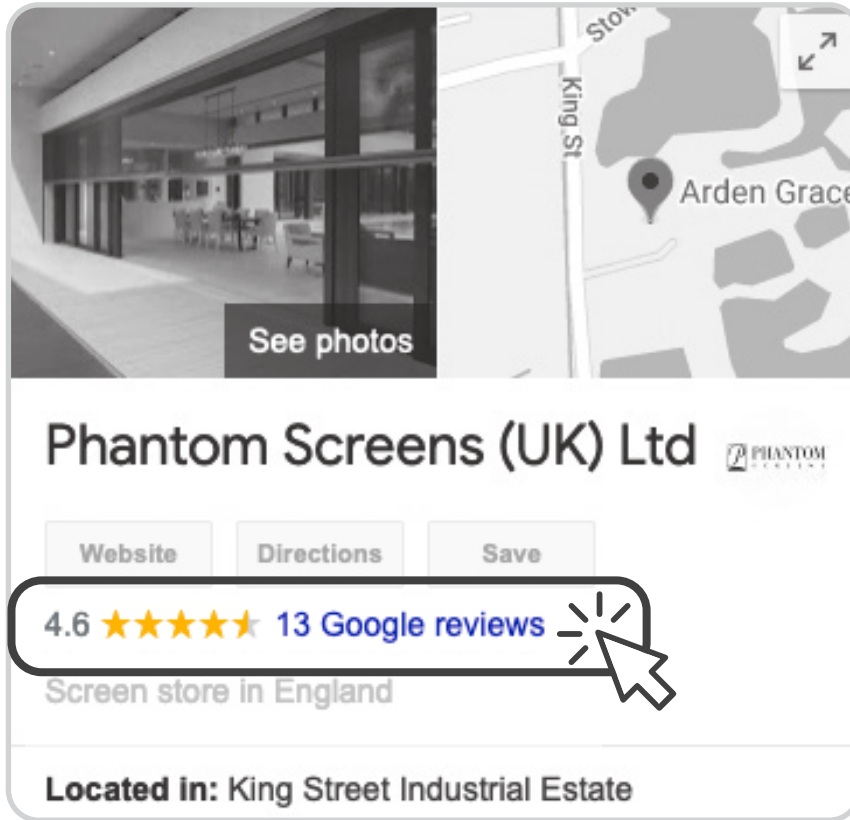 Stow
King St
Arden Grace
See photos
Phantom Screens (UK) Ltd
PHANTOM
SCREENS
Website
Directions
Save
4.6
13 Google reviews
Screen store in England
Located in: King Street Industrial Estate